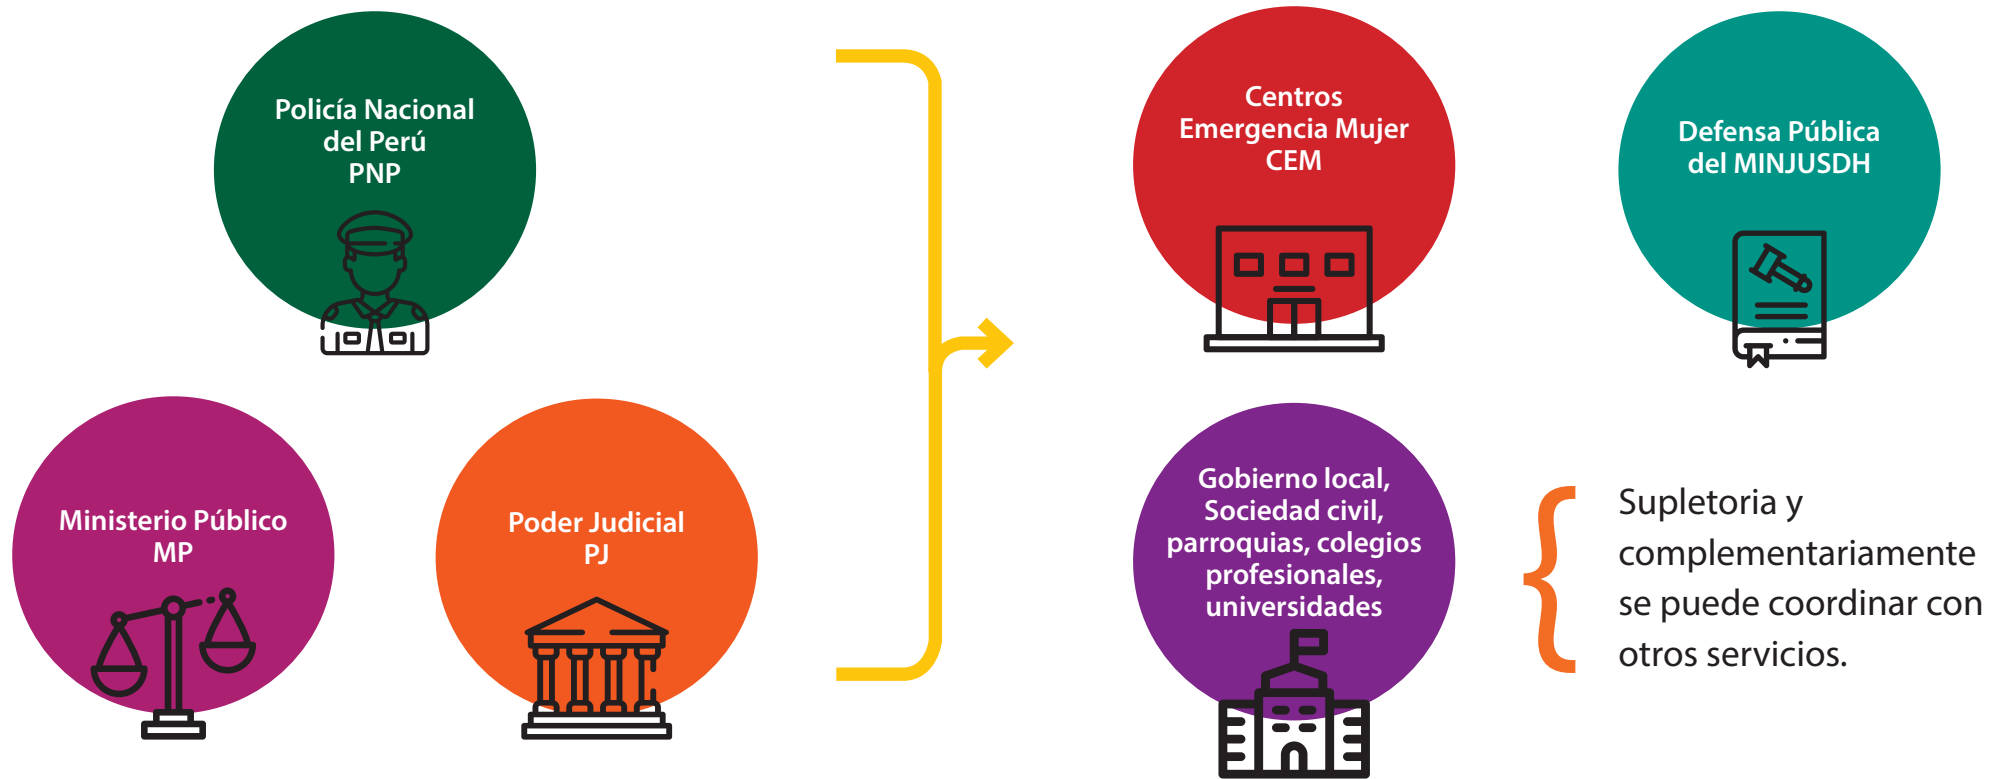 Policía Nacional
del Perú
PNP
Ministerio Público
MP
Poder Judicial
PJ
Centros
Emergencia Mujer
CEM
Defensa Pública
del MINJUSDH
Gobierno local,
Sociedad civil,
parroquias, colegios
profesionales,
universidades
Supletoria y
complementariamente
se puede coordinar con
otros servicios.